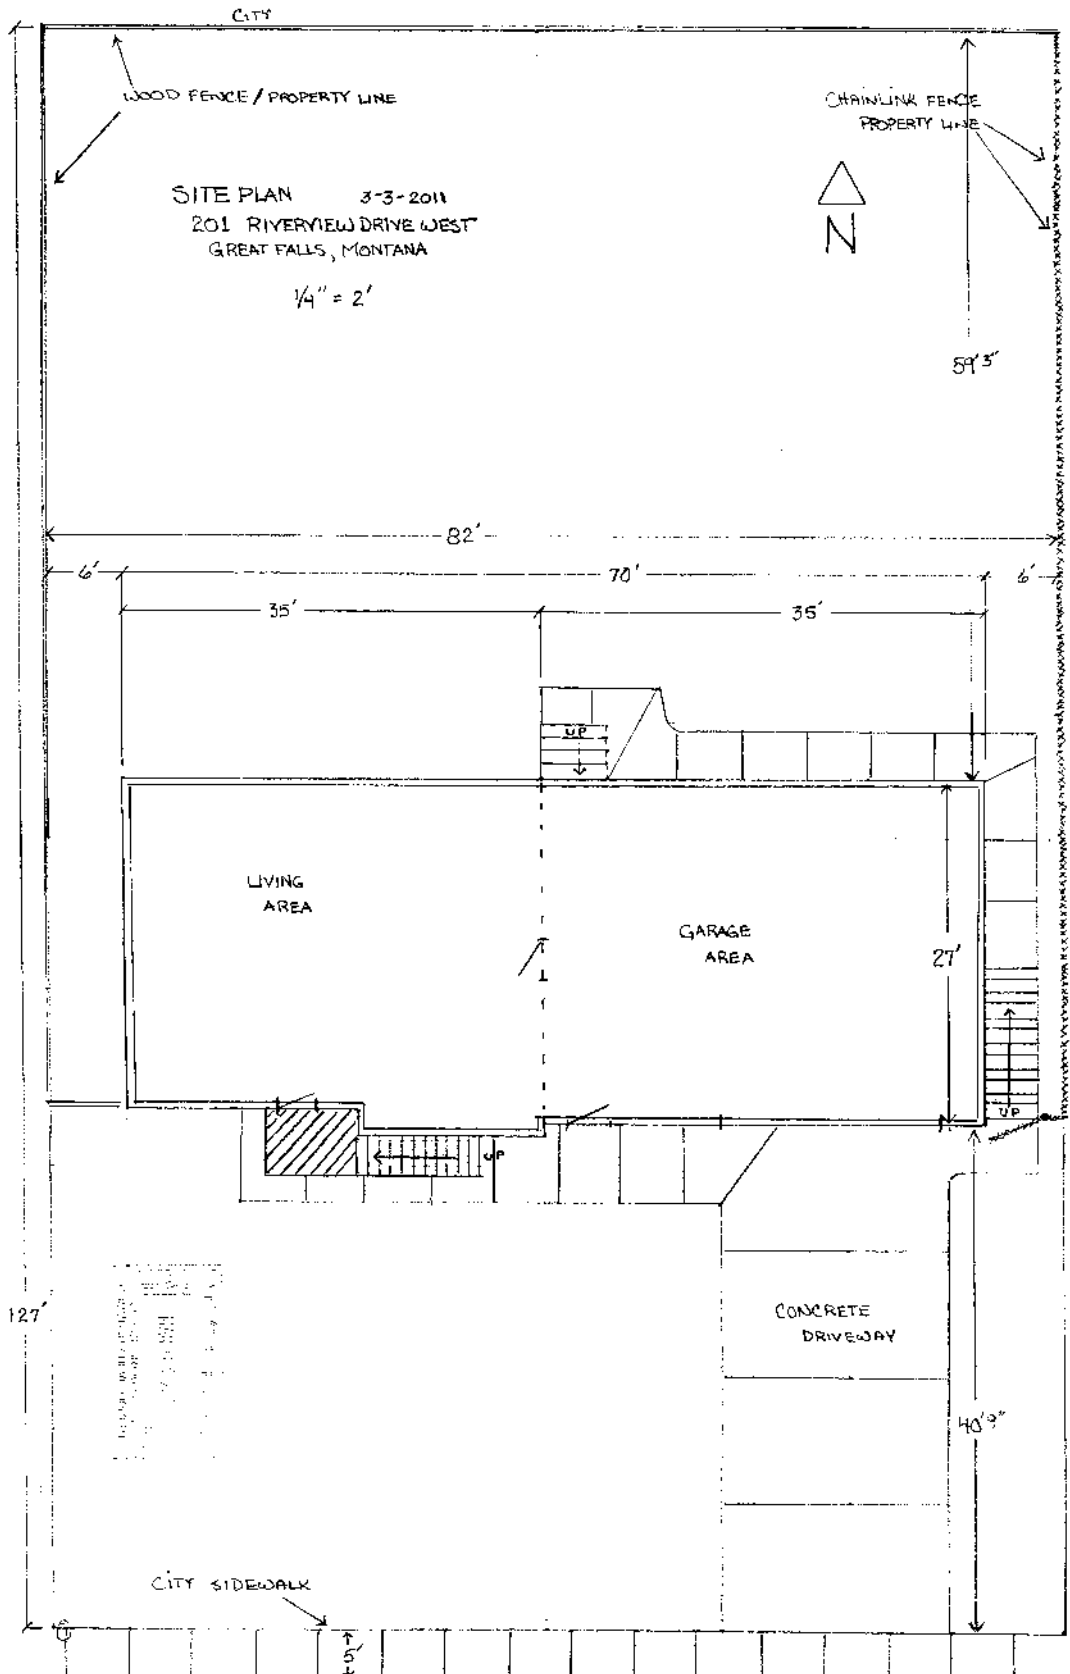 CITY
WOOD FENCE / PROPERTY LINE
CHAINLINK FENCE
PROPERTY LINE
SITE PLAN 3-3-2011
201 RIVERVIEW DRIVE WEST
GREAT FALLS, MONTANA
1/4" = 2'
N
59'3"
82'
6'
70'
6'
35'
35'
UP
LIVING
AREA
GARAGE
AREA
27'
UP
UP
127'
CONCRETE
DRIVEWAY
40'9"
CITY SIDEWALK
5'